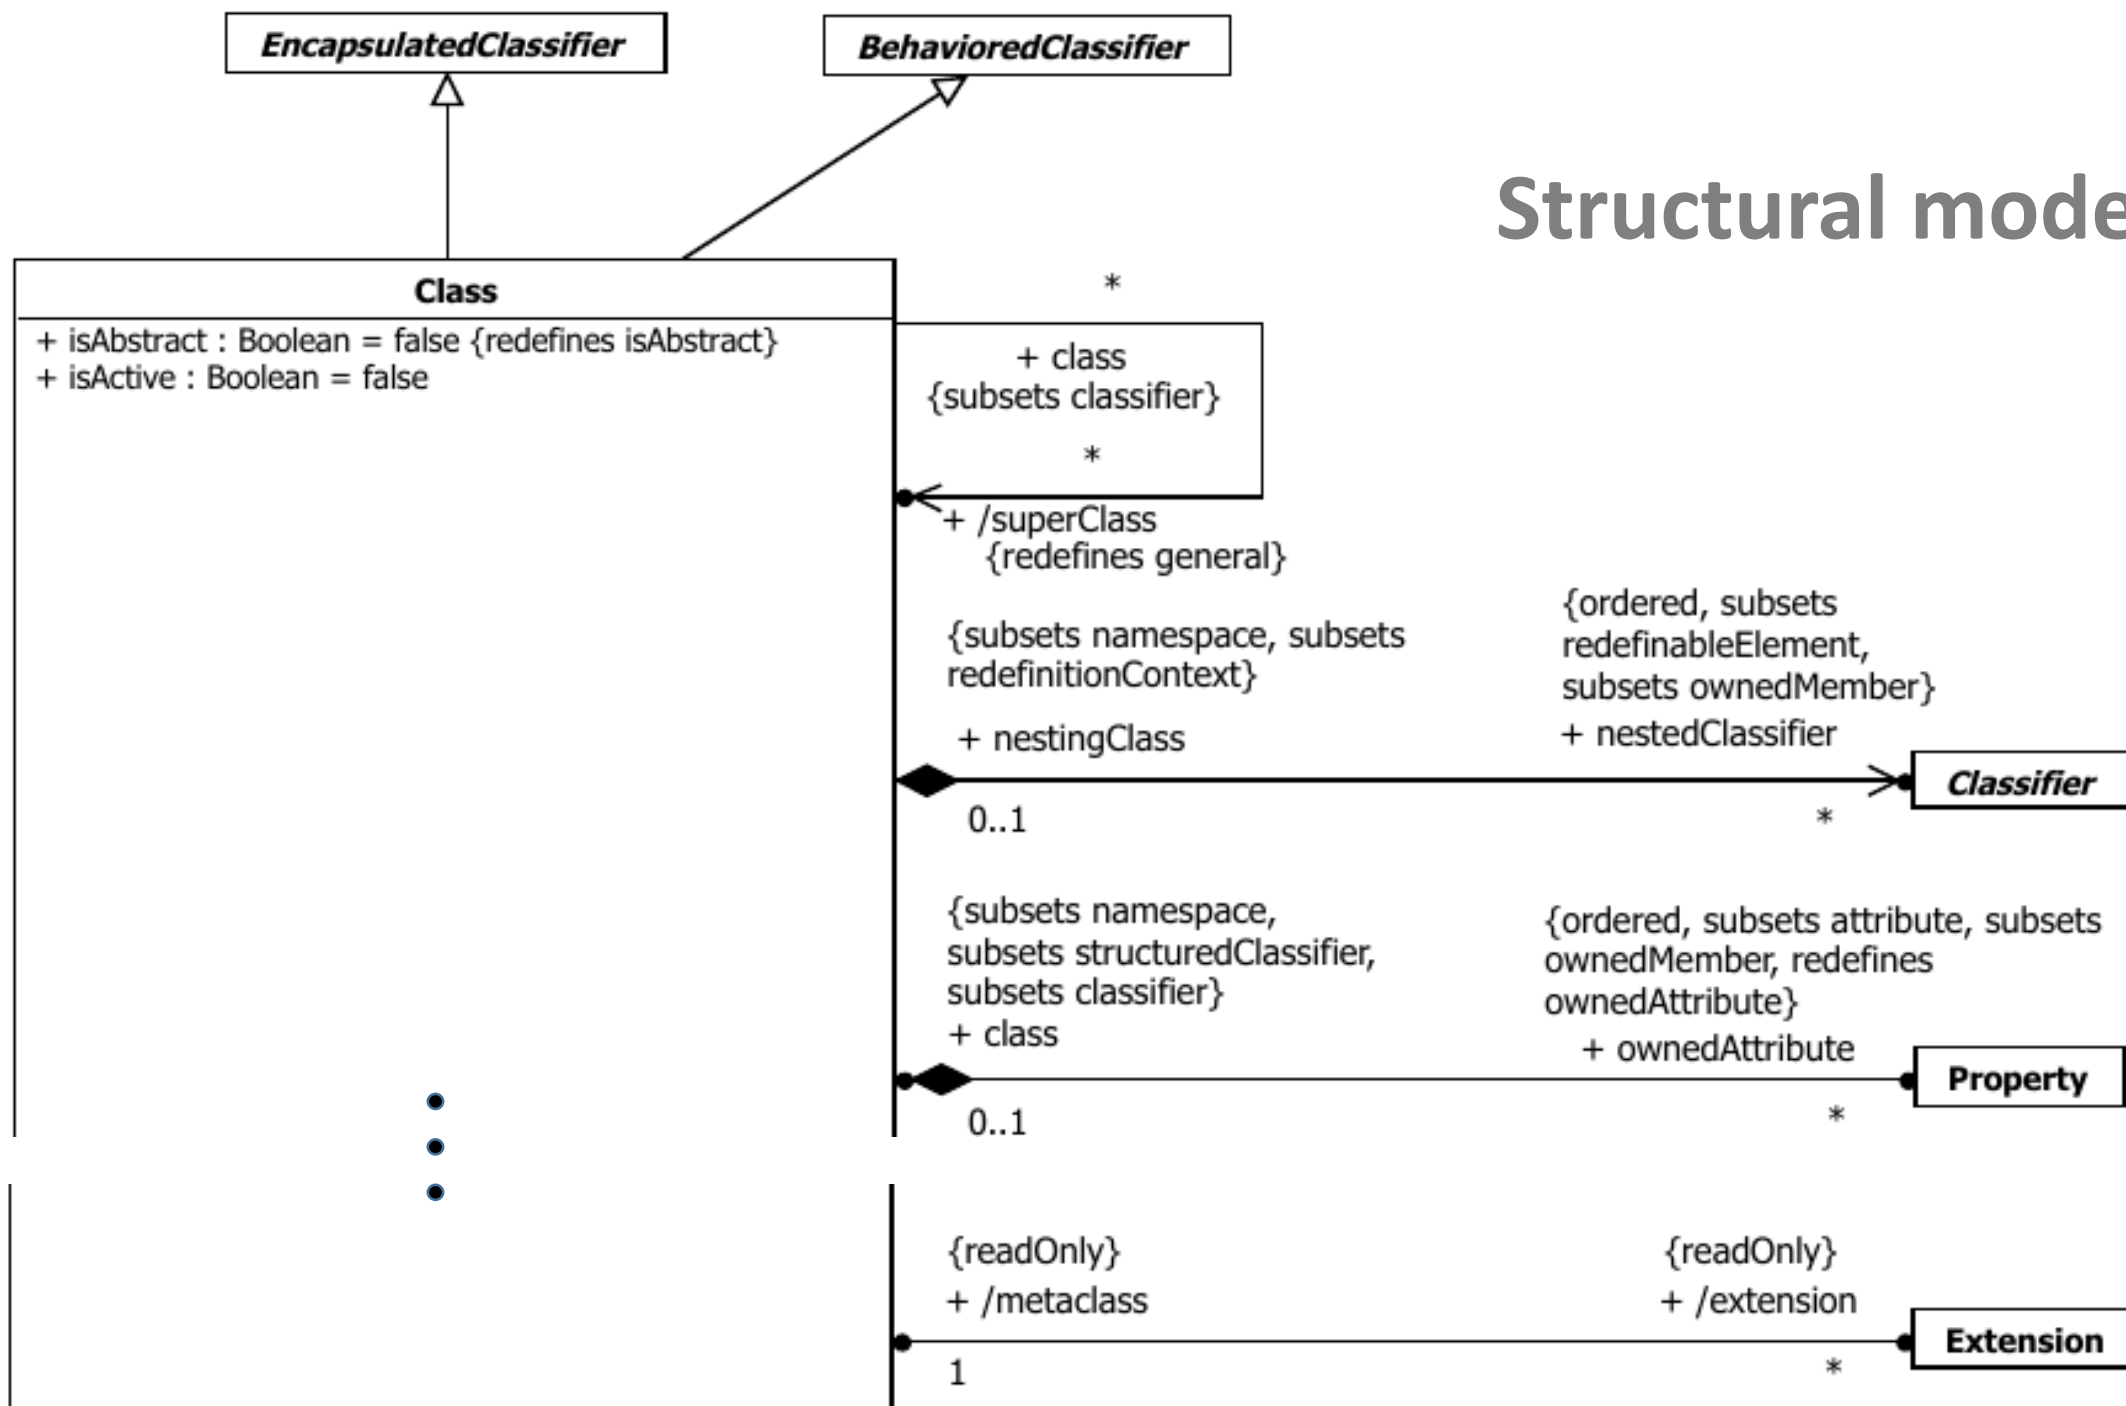 EncapsulatedClassifier
BehavioredClassifier
Structural mode
Class
+ isAbstract : Boolean = false {redefines isAbstract}
+ isActive : Boolean = false
*
+ class
{subsets classifier}
*
+ /superClass
{redefines general}
{subsets namespace, subsets
redefinitionContext}
+ nestingClass
0..1
{ordered, subsets
redefinableElement,
subsets ownedMember}
+ nestedClassifier
*
Classifier
{subsets namespace,
subsets structuredClassifier,
subsets classifier}
+ class
0..1
{ordered, subsets attribute, subsets
ownedMember, redefines
ownedAttribute}
+ ownedAttribute
*
Property
{readOnly}
+ /metaclass
1
{readOnly}
+ /extension
*
Extension